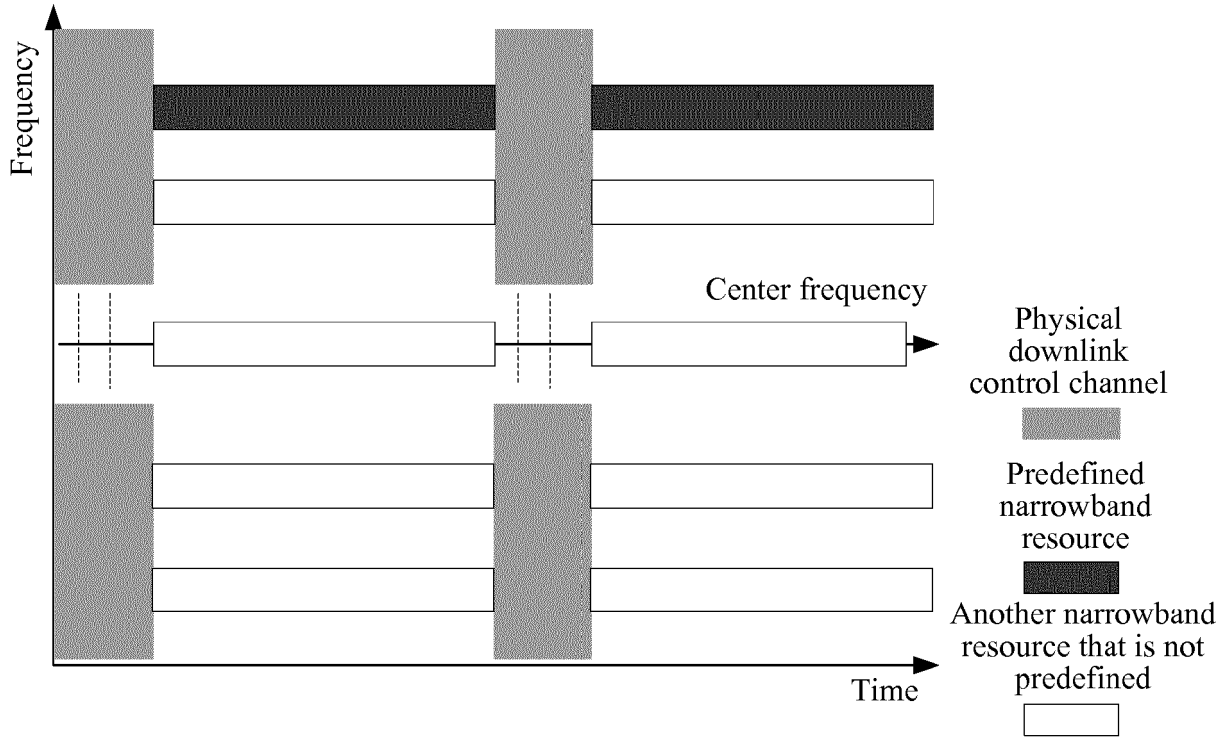 Frequency
Center frequency
Physical
downlink
control channel
Predefined
narrowband
resource
Another narrowband
resource that is not
predefined
Time